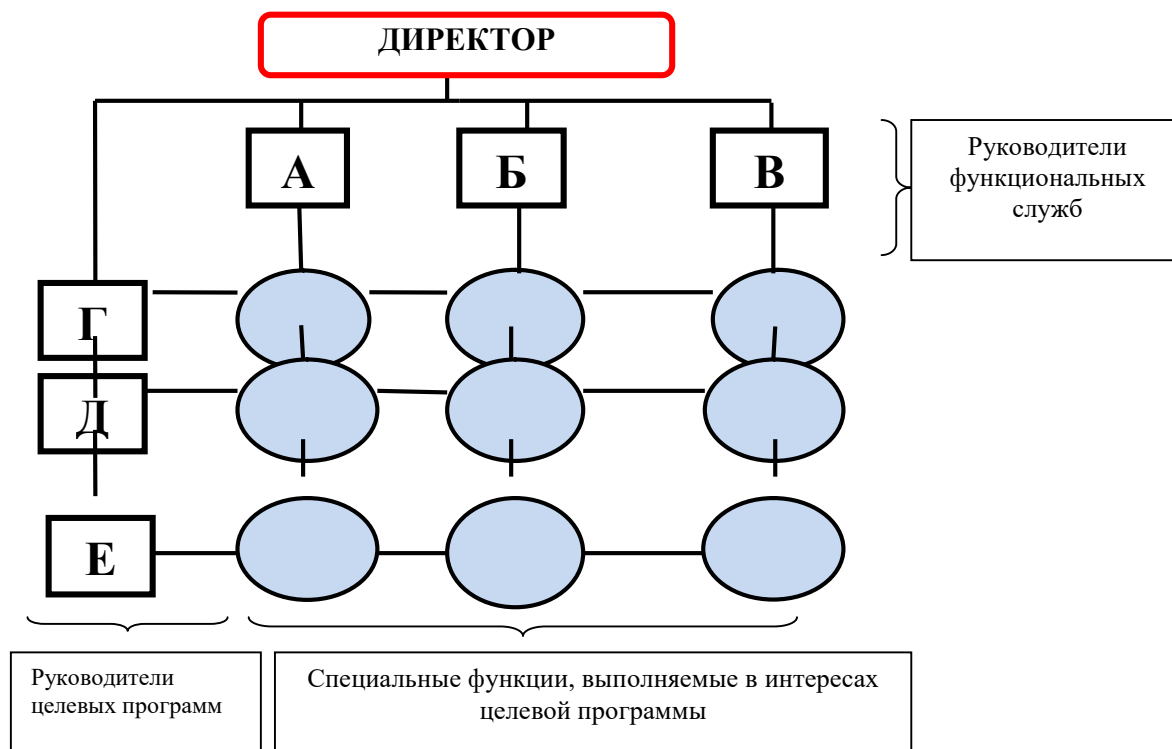 ДИРЕКТОР
А
Б
В
Руководители
функциональных
служб
Г
Д
Е
Руководители
целевых программ
Специальные функции, выполняемые в интересах
целевой программы